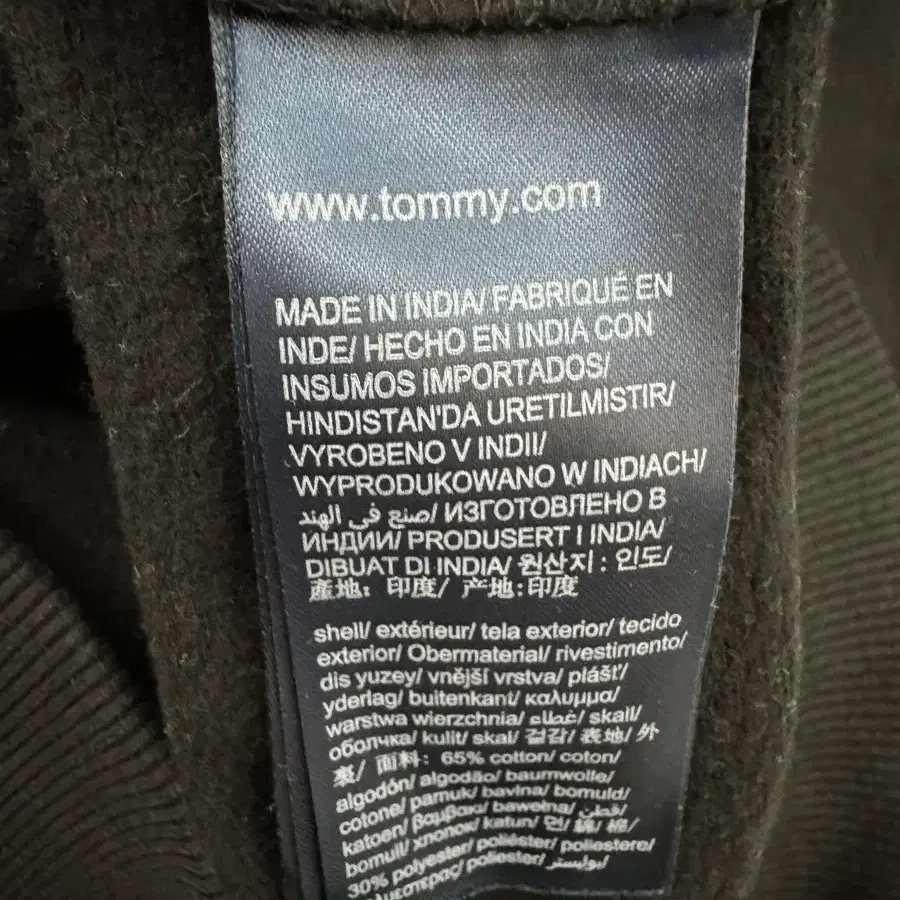 www.tommy.com
MADE IN INDIA/ FABRIQUÉ EN
INDE/ HECHO EN INDIA CON
INSUMOS IMPORTADOS/
HINDISTAN'DA URETILMISTIR/
VYROBENO V INDII/
WYPRODUKOWANO W INDIACH/
صنع في الهند/ ИЗГОТОВЛЕНО В
ИНДИИ/ PRODUSERT I INDIA/
DIBUAT DI INDIA/ 원산지 : 인도/
產地: 印度/ 产地:印度
shell/ extérieur/ tela exterior/ tecido
exterior/ Obermaterial/ rivestimento/
dis yuzey/ vnější vrstva/ plášť/
yderlag/ buitenkant/ καλυμμα/
warstwa wierzchnia/ غطاء/ skall/
оболчка/ kulit/ skal/ 겉감/ 表地/ 外
裝/ 面料: 65% cotton/ coton/
algodón/ algodão/ baumwolle/
cotone/ pamuk/ bavlna/ bomuld/
katoen/ βαμβακι/ bawełna/ قطن/
bomull/ хлопок/ katun/ 면/ 綿/ 棉/
30% polyester/ poliéster/ poliestere/
poliester/ بوليستر/